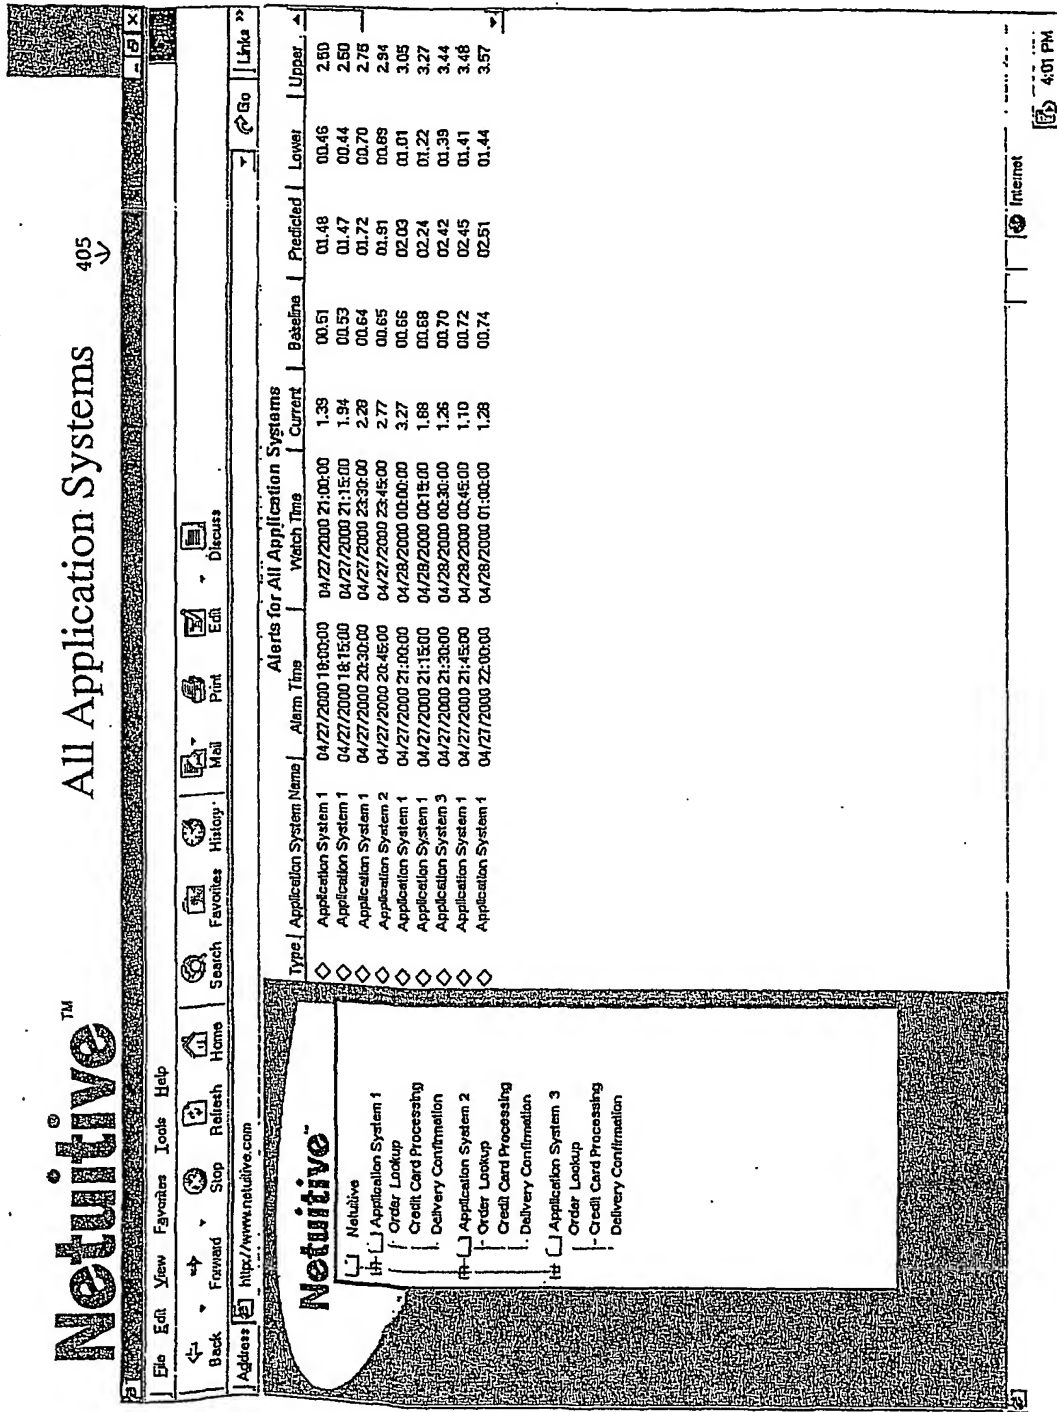 Netuitive™ All Application Systems 405
File Edit View Favorites Tools Help
Back Forward Stop Refresh Home Search Favorites History Mail Print Edit Discuss
Address http://www.netuitive.com Go Links »
Netuitive™
Netuitive
Application System 1
Order Lookup
Credit Card Processing
Delivery Confirmation
Application System 2
Order Lookup
Credit Card Processing
Delivery Confirmation
Application System 3
Order Lookup
Credit Card Processing
Delivery Confirmation
Alerts for All Application Systems
Type Application System Name Alarm Time Watch Time Current Baseline Predicted Lower Upper
Application System 1 04/27/2000 18:00:00 04/27/2000 21:00:00 1.39 00.51 01.48 00.46 2.50
Application System 1 04/27/2000 18:15:00 04/27/2000 21:15:00 1.94 00.53 01.47 00.44 2.50
Application System 1 04/27/2000 20:30:00 04/27/2000 23:30:00 2.28 00.64 01.72 00.70 2.75
Application System 2 04/27/2000 20:45:00 04/27/2000 23:45:00 2.77 00.65 01.91 00.89 2.94
Application System 1 04/27/2000 21:00:00 04/28/2000 00:00:00 3.27 00.66 02.03 01.01 3.05
Application System 1 04/27/2000 21:15:00 04/28/2000 00:15:00 1.88 00.68 02.24 01.22 3.27
Application System 3 04/27/2000 21:30:00 04/28/2000 00:30:00 1.26 00.70 02.42 01.39 3.44
Application System 1 04/27/2000 21:45:00 04/28/2000 00:45:00 1.10 00.72 02.45 01.41 3.48
Application System 1 04/27/2000 22:00:00 04/28/2000 01:00:00 1.28 00.74 02.51 01.44 3.57
Internet
4:01 PM